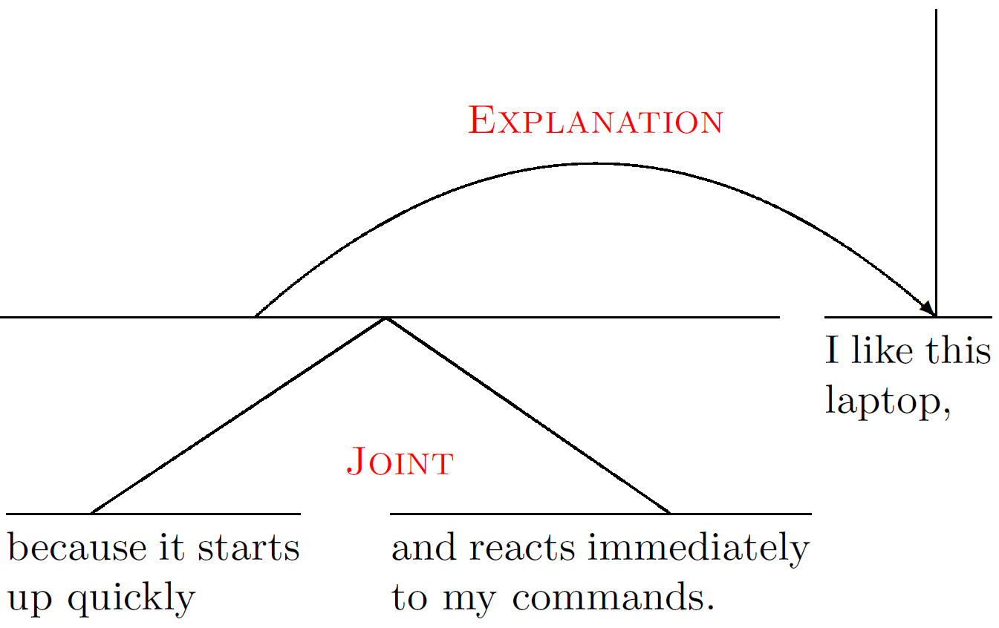 EXPLANATION
I like this
laptop,
JOINT
because it starts
up quickly
and reacts immediately
to my commands.